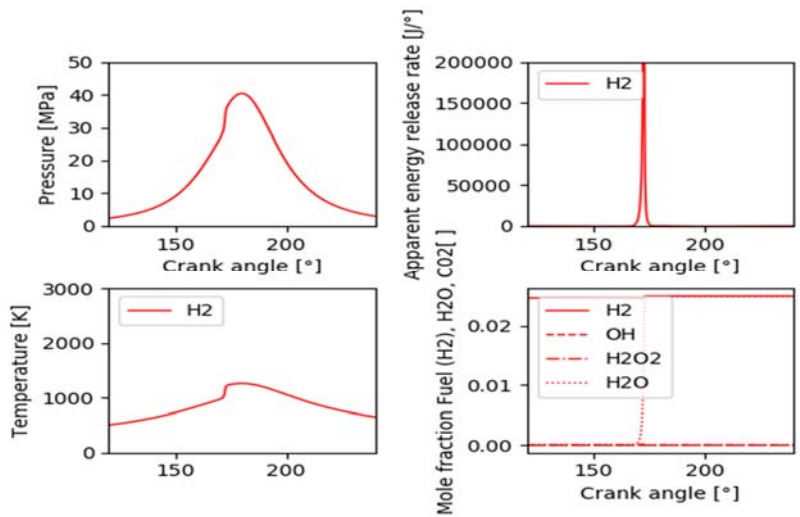 Pressure [MPa]
50
40
30
20
10
0
150
200
Crank angle [°]
Apparent energy release rate [J/°]
200000
150000
100000
50000
0
H2
150
200
Crank angle [°]
Temperature [K]
3000
2000
1000
0
H2
150
200
Crank angle [°]
Mole fraction Fuel (H2), H2O, C02[ ]
0.02
0.01
0.00
H2
OH
H2O2
H2O
150
200
Crank angle [°]